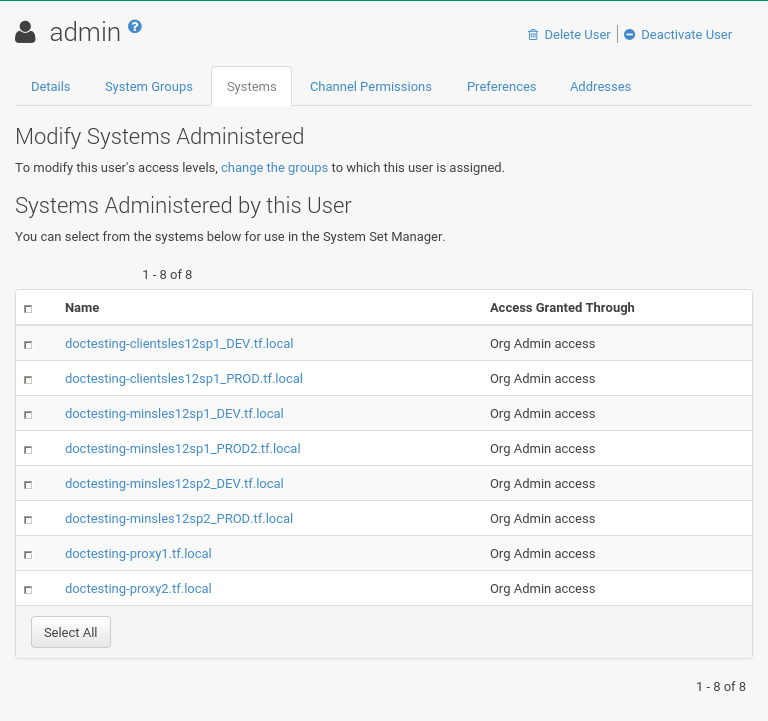 admin ?
Delete User Deactivate User
Details System Groups Systems Channel Permissions Preferences Addresses
Modify Systems Administered
To modify this user's access levels, change the groups to which this user is assigned.
Systems Administered by this User
You can select from the systems below for use in the System Set Manager.
1 - 8 of 8
Name Access Granted Through
doctesting-clientsles12sp1_DEV.tf.local Org Admin access
doctesting-clientsles12sp1_PROD.tf.local Org Admin access
doctesting-minsles12sp1_DEV.tf.local Org Admin access
doctesting-minsles12sp1_PROD2.tf.local Org Admin access
doctesting-minsles12sp2_DEV.tf.local Org Admin access
doctesting-minsles12sp2_PROD.tf.local Org Admin access
doctesting-proxy1.tf.local Org Admin access
doctesting-proxy2.tf.local Org Admin access
Select All
1 - 8 of 8